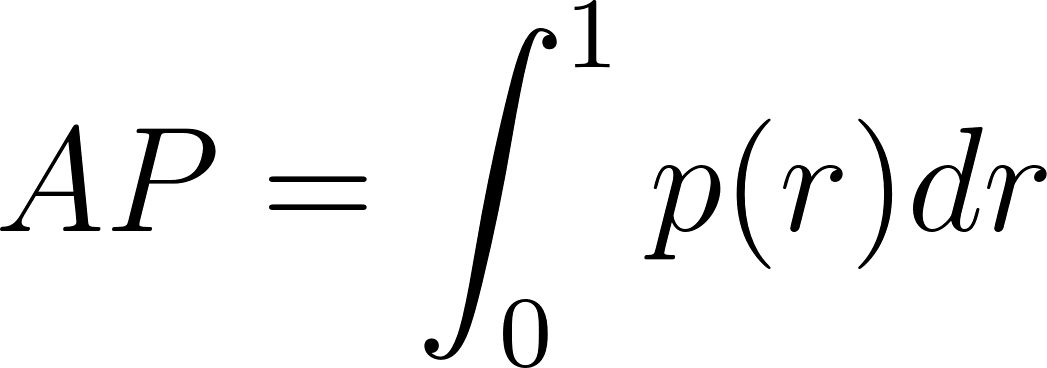 AP = ∫₀¹ p(r)dr